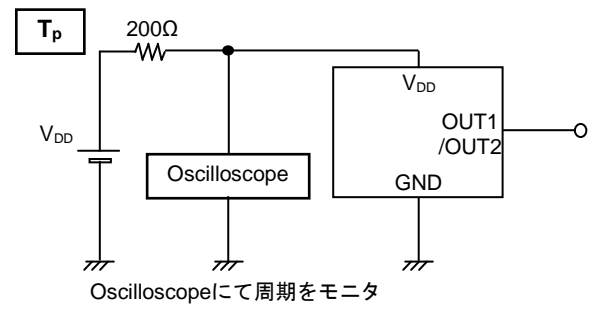 Tp
200Ω
VDD
VDD
OUT1
/OUT2
Oscilloscope
GND
Oscilloscopeにて周期をモニタ